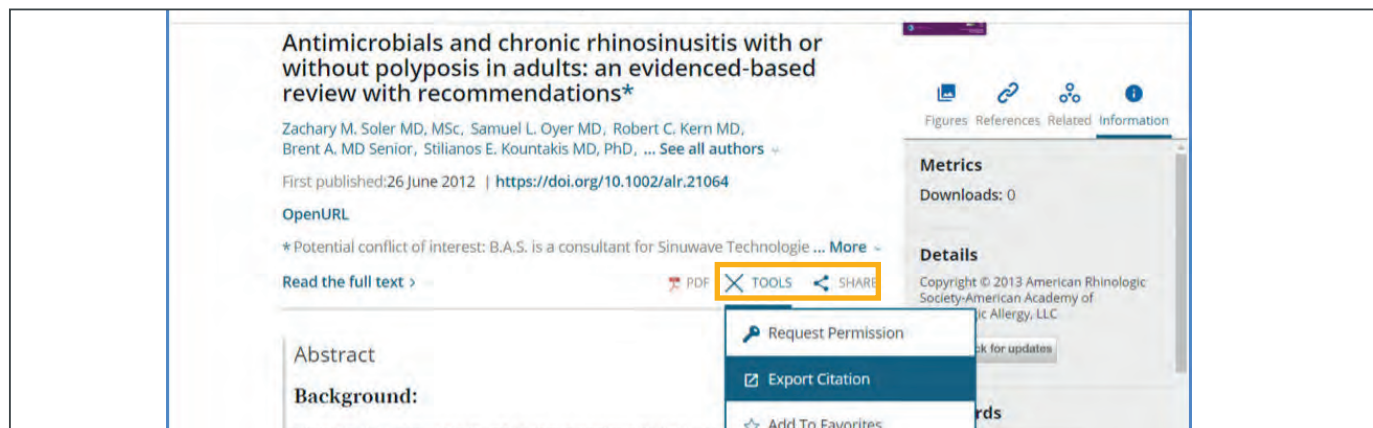 Antimicrobials and chronic rhinosinusitis with or
without polyposis in adults: an evidenced-based
review with recommendations*
Zachary M. Soler MD, MSc, Samuel L. Oyer MD, Robert C. Kern MD,
Brent A. MD Senior, Stilianos E. Kountakis MD, PhD, ... See all authors
First published:26 June 2012 | https://doi.org/10.1002/alr.21064
OpenURL
* Potential conflict of interest: B.A.S. is a consultant for Sinuwave Technologie ... More
Read the full text >
PDF TOOLS SHARE
Request Permission
Export Citation
Add To Favorites
Abstract
Background:
Figures References Related Information
Metrics
Downloads: 0
Details
Copyright © 2013 American Rhinologic
Society-American Academy of
ic Allergy, LLC
k for updates
rds